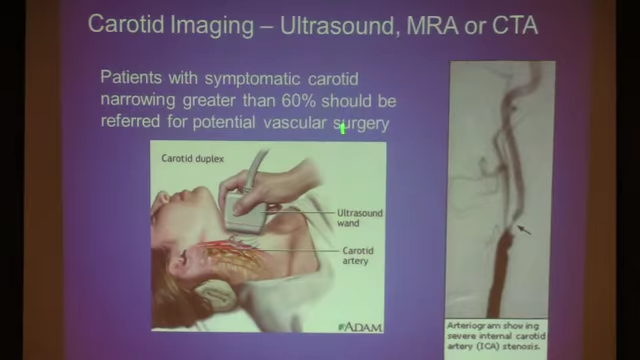 Carotid Imaging – Ultrasound, MRA or CTA
Patients with symptomatic carotid
narrowing greater than 60% should be
referred for potential vascular surgery
Carotid duplex
Ultrasound
wand
Carotid
artery
ADAM
Arteriogram showing
severe internal carotid
artery (ICA) stenosis.